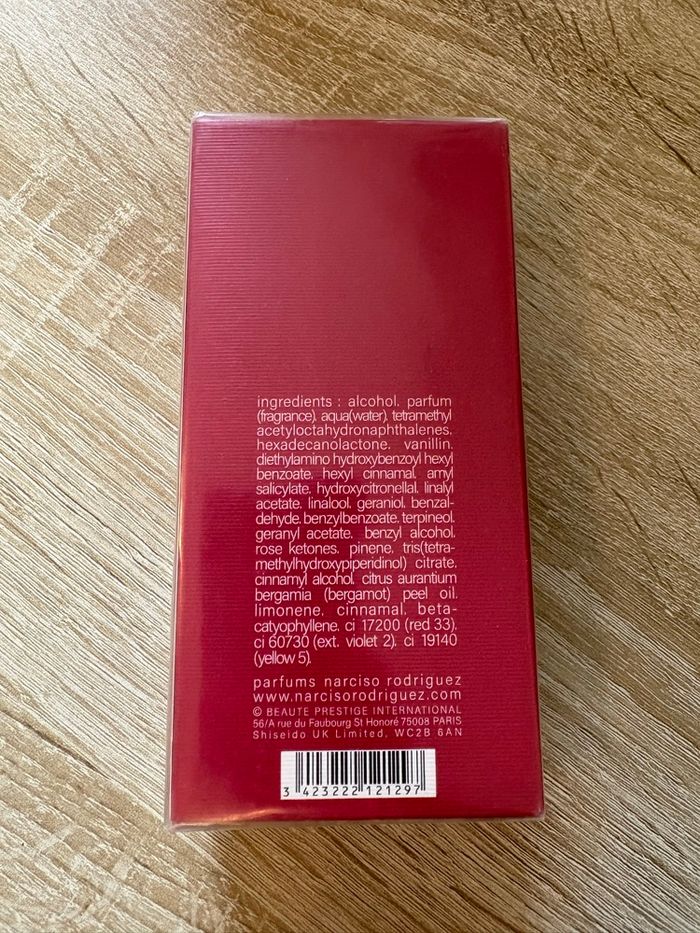 ingredients : alcohol. parfum
(fragrance). aqua(water). tetramethyl
acetyloctahydronaphthalenes.
hexadecanolactone. vanillin.
diethylamino hydroxybenzoyl hexyl
benzoate. hexyl cinnamal. amyl
salicylate. hydroxycitronellal. linalyl
acetate. linalool. geraniol. benzal-
dehyde. benzylbenzoate. terpineol.
geranyl acetate. benzyl alcohol.
rose ketones. pinene. tris(tetra-
methylhydroxypiperidinol) citrate.
cinnamyl alcohol. citrus aurantium
bergamia (bergamot) peel oil.
limonene. cinnamal. beta-
catyophyllene. ci 17200 (red 33).
ci 60730 (ext. violet 2). ci 19140
(yellow 5).
parfums narciso rodriguez
www.narcisorodriguez.com
© BEAUTE PRESTIGE INTERNATIONAL
56/A rue du Faubourg St Honoré 75008 PARIS
Shiseido UK Limited. WC2B 6AN
3 423222 121297